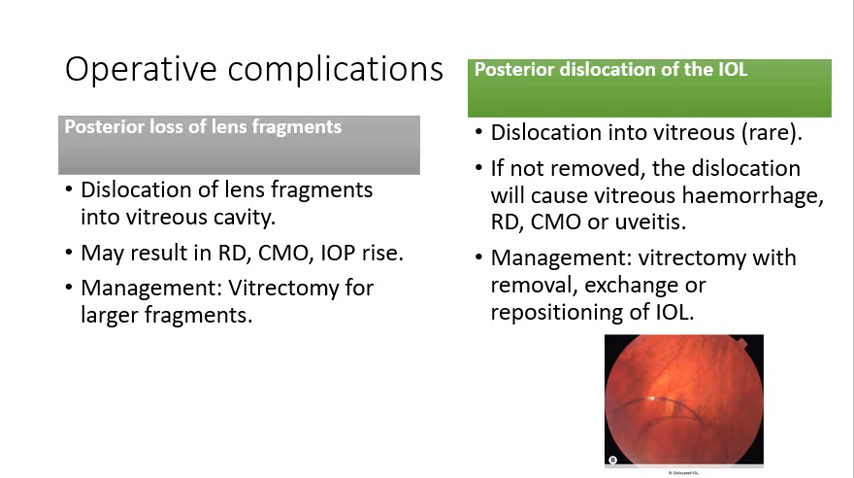 Operative complications
Posterior loss of lens fragments
• Dislocation of lens fragments
into vitreous cavity.
• May result in RD, CMO, IOP rise.
• Management: Vitrectomy for
larger fragments.
Posterior dislocation of the IOL
• Dislocation into vitreous (rare).
• If not removed, the dislocation
will cause vitreous haemorrhage,
RD, CMO or uveitis.
• Management: vitrectomy with
removal, exchange or
repositioning of IOL.
B. Dislocated IOL.